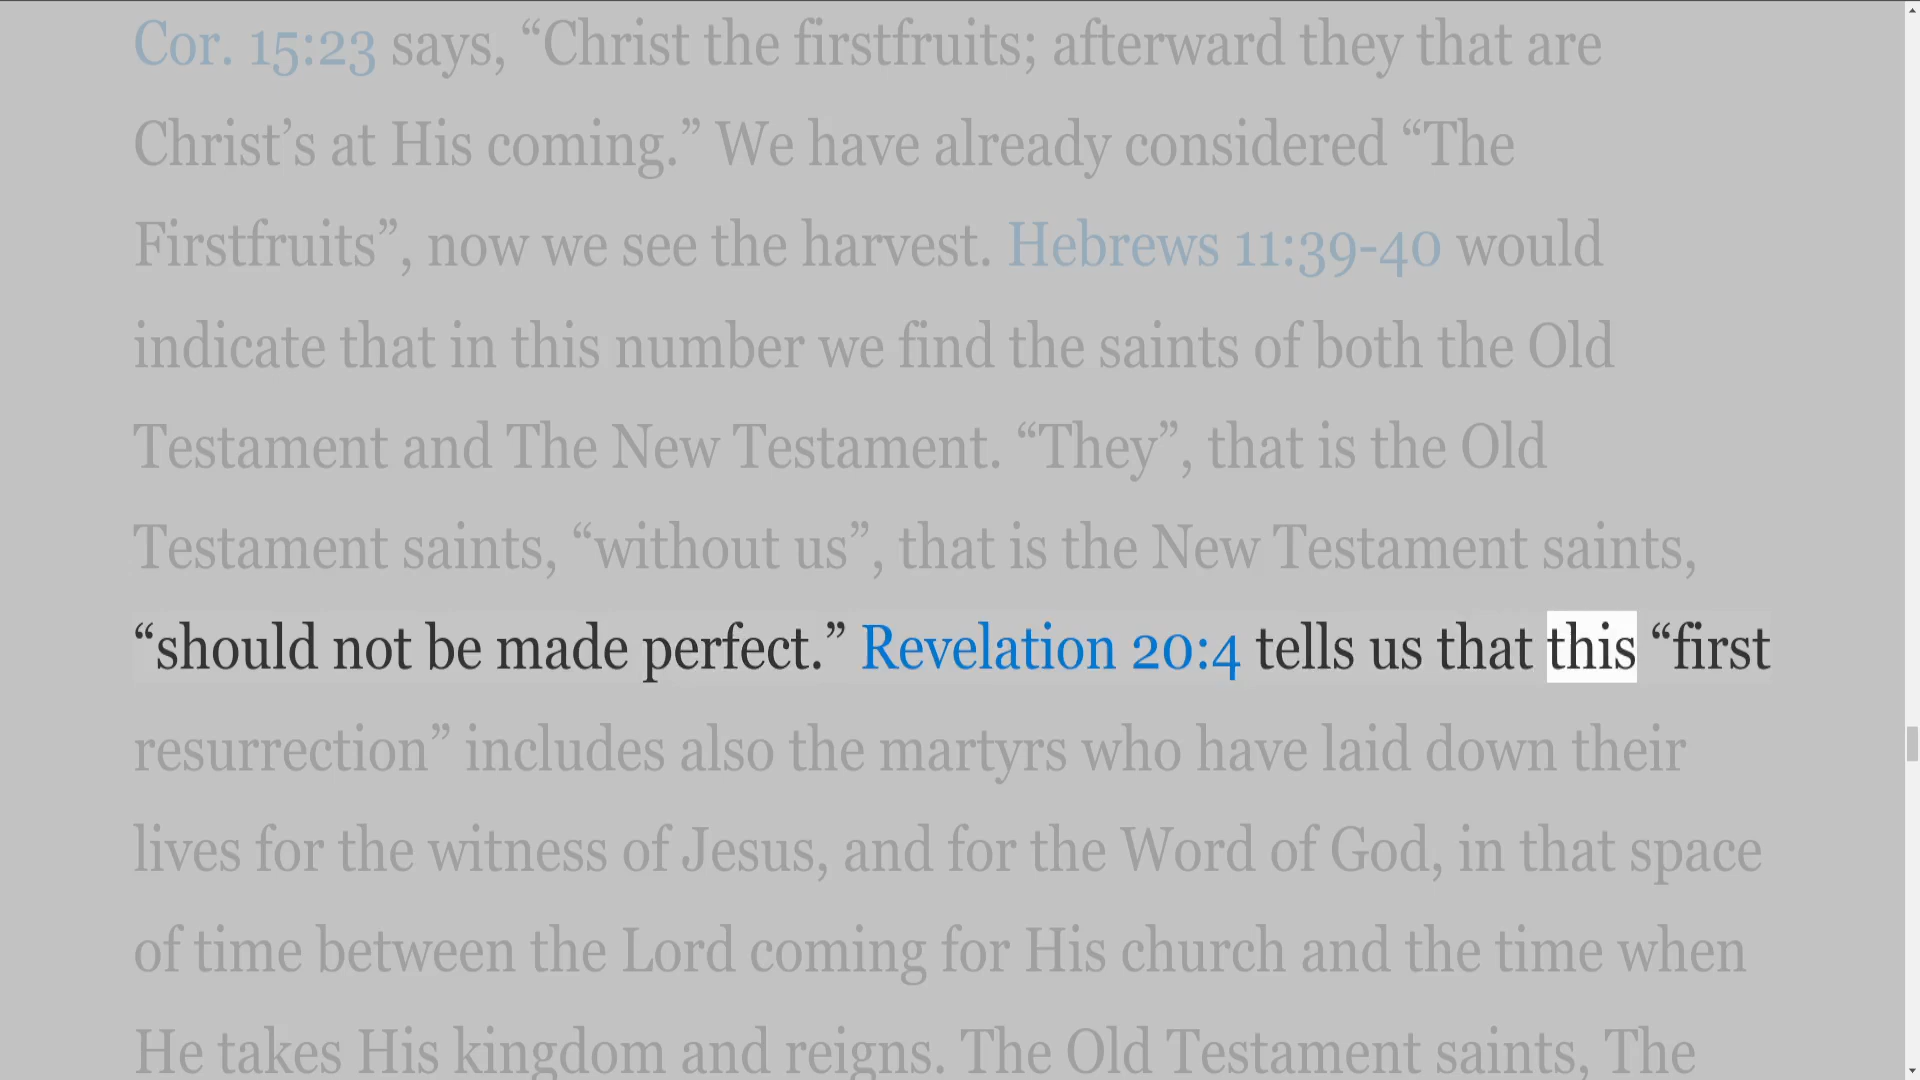 Cor. 15:23 says, “Christ the firstfruits; afterward they that are
Christ’s at His coming.” We have already considered “The
Firstfruits”, now we see the harvest. Hebrews 11:39-40 would
indicate that in this number we find the saints of both the Old
Testament and The New Testament. “They”, that is the Old
Testament saints, “without us”, that is the New Testament saints,
“should not be made perfect.” Revelation 20:4 tells us that this “first
resurrection” includes also the martyrs who have laid down their
lives for the witness of Jesus, and for the Word of God, in that space
of time between the Lord coming for His church and the time when
He takes His kingdom and reigns. The Old Testament saints, The